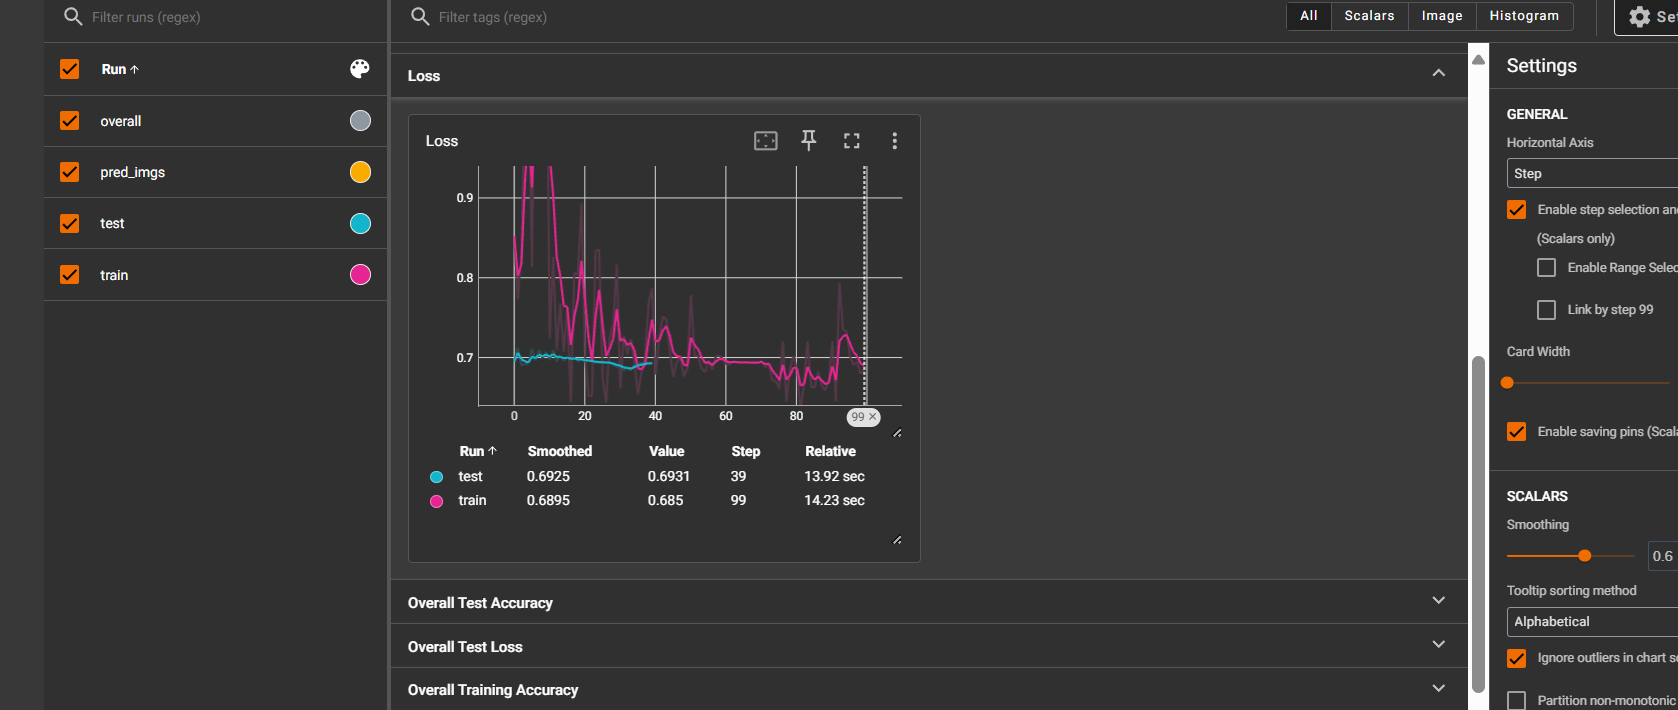 Filter runs (regex)
Filter tags (regex)
All Scalars Image Histogram
Run ↑
overall
pred_imgs
test
train
Loss
Loss
0.9
0.8
0.7
0 20 40 60 80 99 ×
Run ↑ Smoothed Value Step Relative
test 0.6925 0.6931 39 13.92 sec
train 0.6895 0.685 99 14.23 sec
Overall Test Accuracy
Overall Test Loss
Overall Training Accuracy
Settings
GENERAL
Horizontal Axis
Step
Enable step selection
(Scalars only)
Enable Range
Link by step 99
Card Width
Enable saving pins
SCALARS
Smoothing
0.6
Tooltip sorting method
Alphabetical
Ignore outliers in chart
Partition non-monotonic